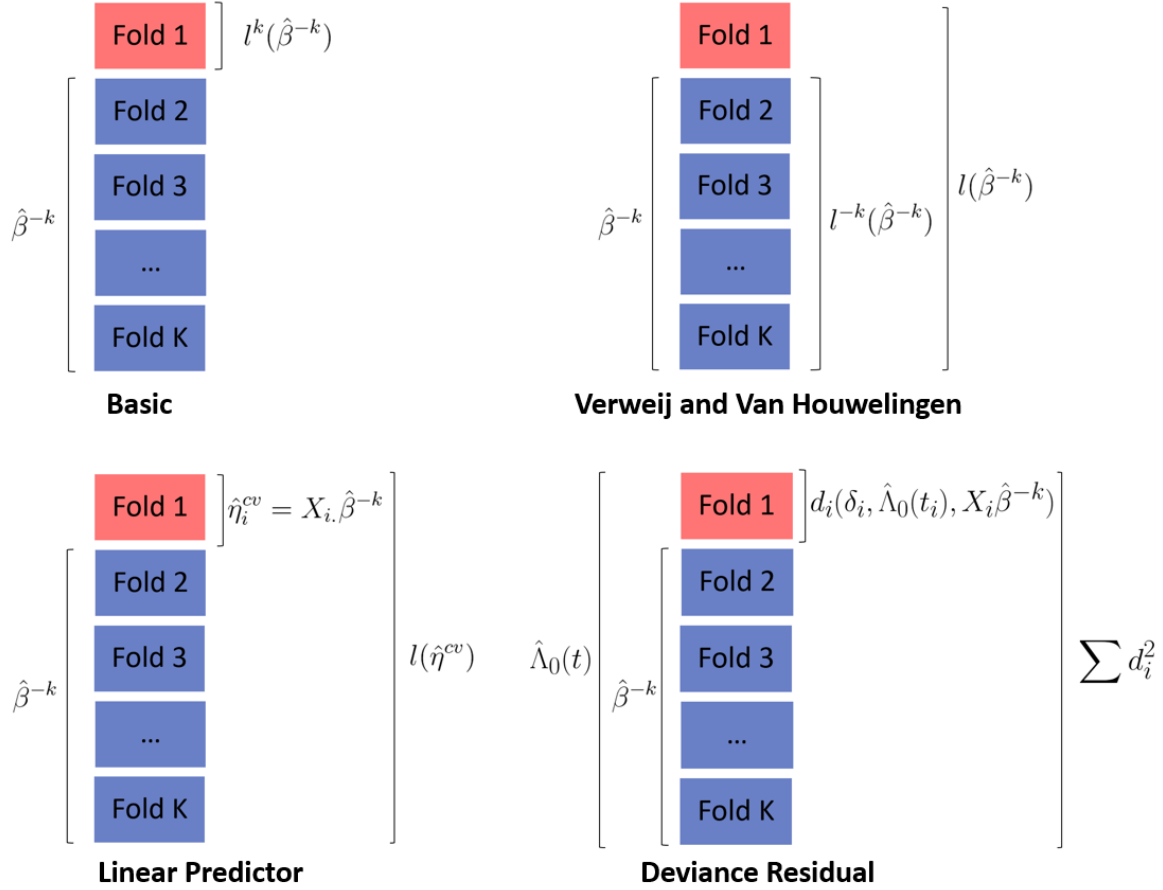 Fold 1
$l^k(\hat{\beta}^{-k})$
Fold 2
Fold 3
...
Fold K
$\hat{\beta}^{-k}$
Basic
Fold 1
Fold 2
Fold 3
...
Fold K
$\hat{\beta}^{-k}$
$l^{-k}(\hat{\beta}^{-k})$
$l(\hat{\beta}^{-k})$
Verweij and Van Houwelingen
Fold 1
$\hat{\eta}_i^{cv} = X_{i.}\hat{\beta}^{-k}$
Fold 2
Fold 3
...
Fold K
$\hat{\beta}^{-k}$
$l(\hat{\eta}^{cv})$
Linear Predictor
Fold 1
$d_i(\delta_i, \hat{\Lambda}_0(t_i), X_i\hat{\beta}^{-k})$
Fold 2
Fold 3
...
Fold K
$\hat{\Lambda}_0(t)$
$\hat{\beta}^{-k}$
$\sum d_i^2$
Deviance Residual